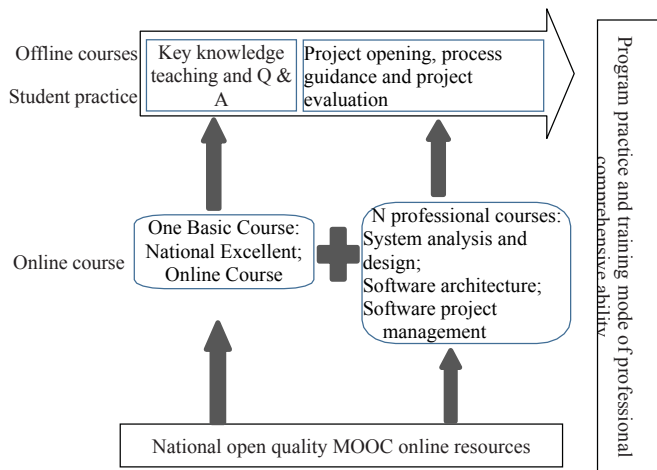 Offline courses
Student practice
Key knowledge
teaching and Q &
A
Project opening, process
guidance and project
evaluation
Online course
One Basic Course:
National Excellent;
Online Course
N professional courses:
System analysis and
design;
Software architecture;
Software project
management
National open quality MOOC online resources
Program practice and training mode of professional
comprehensive ability